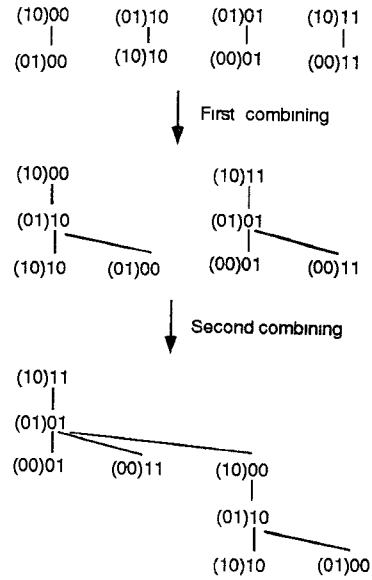 (10)00 (01)10 (01)01 (10)11
(01)00 (10)10 (00)01 (00)11
First combining
(10)00 (10)11
(01)10 (01)01
(10)10 (01)00 (00)01 (00)11
Second combining
(10)11
(01)01
(00)01 (00)11 (10)00
(01)10
(10)10 (01)00